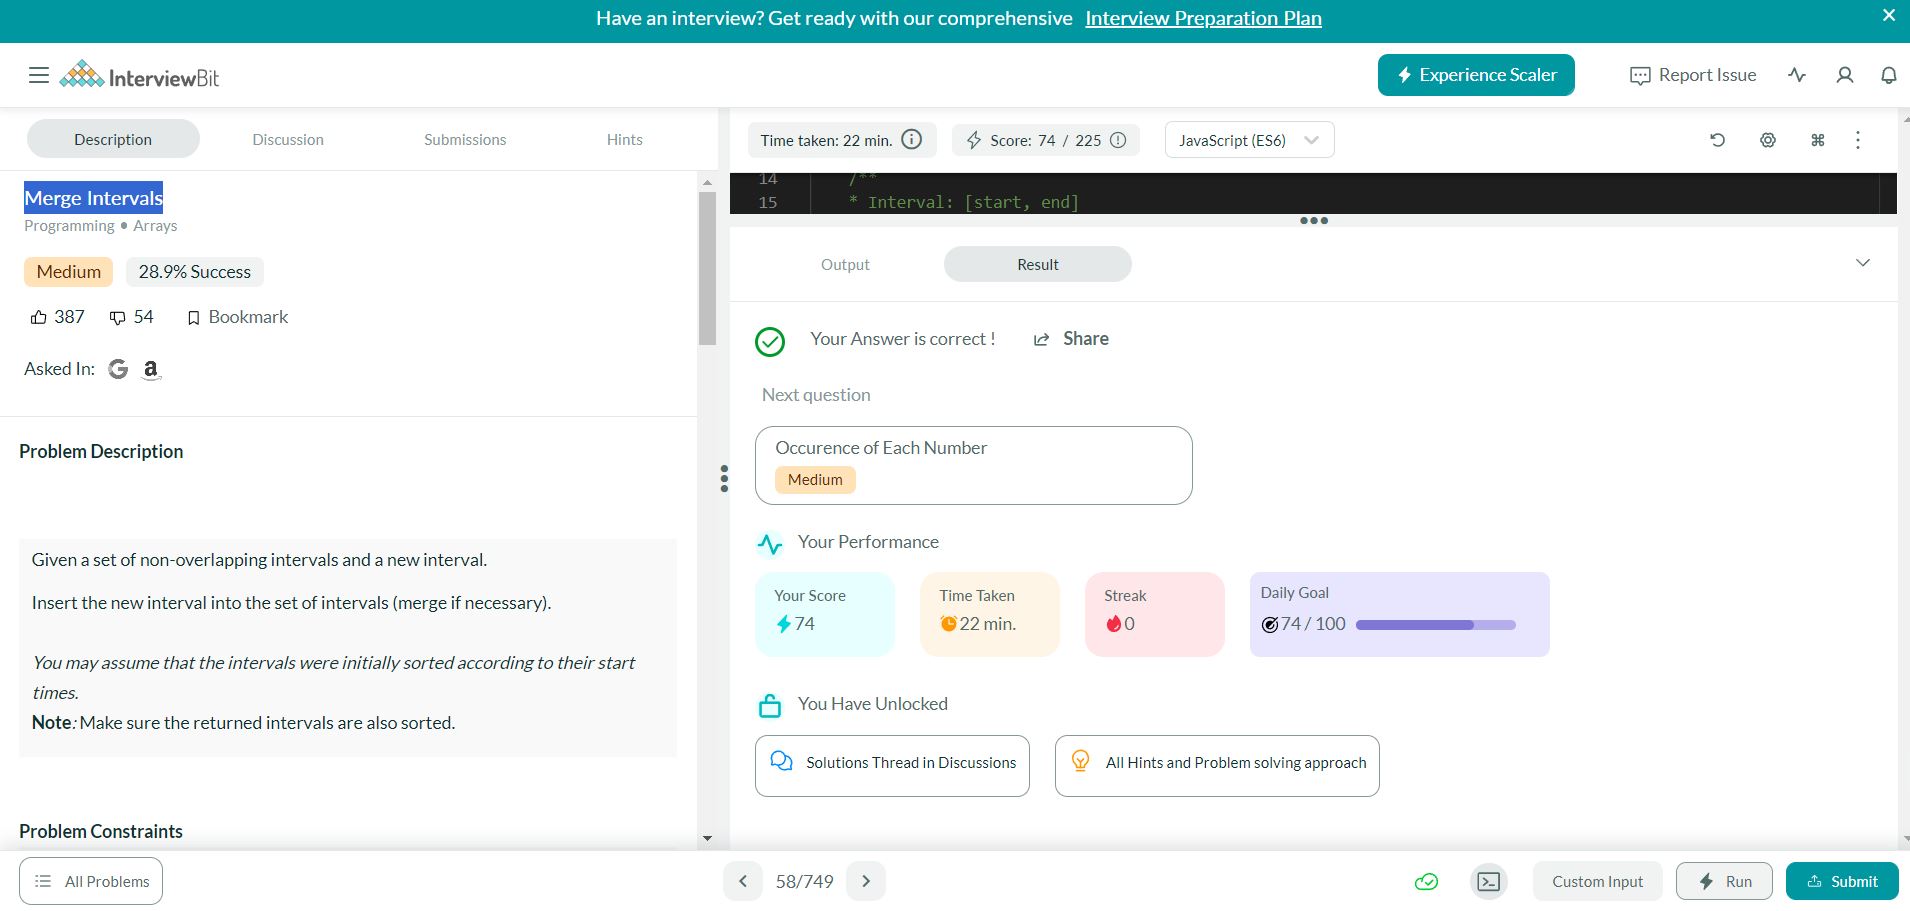 Have an interview? Get ready with our comprehensive Interview Preparation Plan
InterviewBit
Experience Scaler
Report Issue
Description
Discussion
Submissions
Hints
Time taken: 22 min.
Score: 74 / 225
JavaScript (ES6)
Merge Intervals
Programming • Arrays
Medium
28.9% Success
387
54
Bookmark
Asked In:
Problem Description
Given a set of non-overlapping intervals and a new interval.
Insert the new interval into the set of intervals (merge if necessary).
You may assume that the intervals were initially sorted according to their start
times.
Note: Make sure the returned intervals are also sorted.
Problem Constraints
14 /**
15 * Interval: [start, end]
Output
Result
Your Answer is correct !
Share
Next question
Occurence of Each Number
Medium
Your Performance
Your Score
74
Time Taken
22 min.
Streak
0
Daily Goal
74 / 100
You Have Unlocked
Solutions Thread in Discussions
All Hints and Problem solving approach
All Problems
58/749
Custom Input
Run
Submit